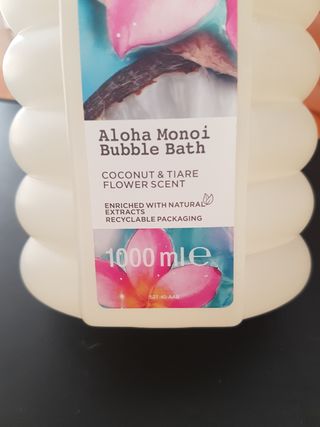 Aloha Monoi
Bubble Bath
COCONUT & TIARE
FLOWER SCENT
ENRICHED WITH NATURAL
EXTRACTS
RECYCLABLE PACKAGING
1000 ml ℮